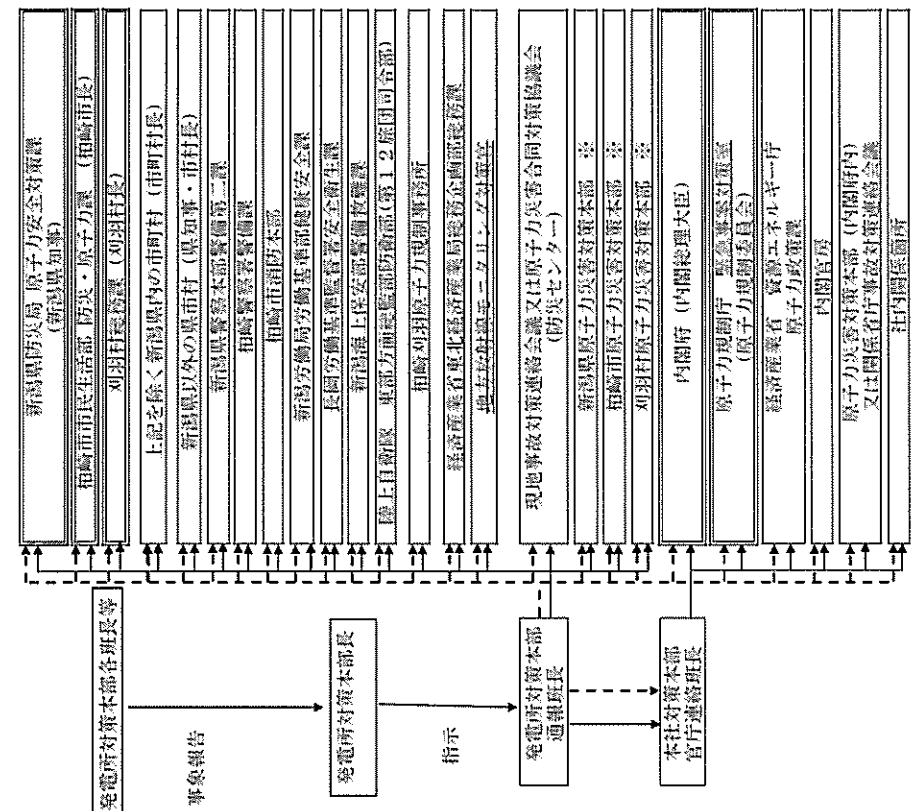 新潟県防災局 原子力安全対策課
(新潟県知事)
柏崎市市民生活部 防災・原子力課 (柏崎市長)
刈羽村総務課 (刈羽村長)
上記を除く新潟県内の市町村 (市町村長)
新潟県以外の県市村 (県知事・市村長)
新潟県警察本部警備第二課
柏崎警察署警備課
柏崎市消防本部
新潟労働局労働基準部健康安全課
長岡労働基準監督署安全衛生課
新潟海上保安部警備救難課
陸上自衛隊 東部方面総監部防衛部(第12旅団司令部)
柏崎刈羽原子力規制事務所
経済産業省東北経済産業局総務企画部総務課
地方放射線モニタリング対策官
現地事故対策連絡会議又は原子力災害合同対策協議会
(防災センター)
新潟県原子力災害対策本部 ※
柏崎市原子力災害対策本部 ※
刈羽村原子力災害対策本部 ※
内閣府 (内閣総理大臣)
原子力規制庁 緊急事案対策室
(原子力規制委員会)
経済産業省 資源エネルギー庁
原子力政策課
内閣官房
原子力災害対策本部 (内閣府内)
又は関係省庁事故対策連絡会議
社内関係箇所
発電所対策本部各班長等
事象報告
発電所対策本部長
指示
発電所対策本部
通報班長
本社対策本部
官庁連絡班長